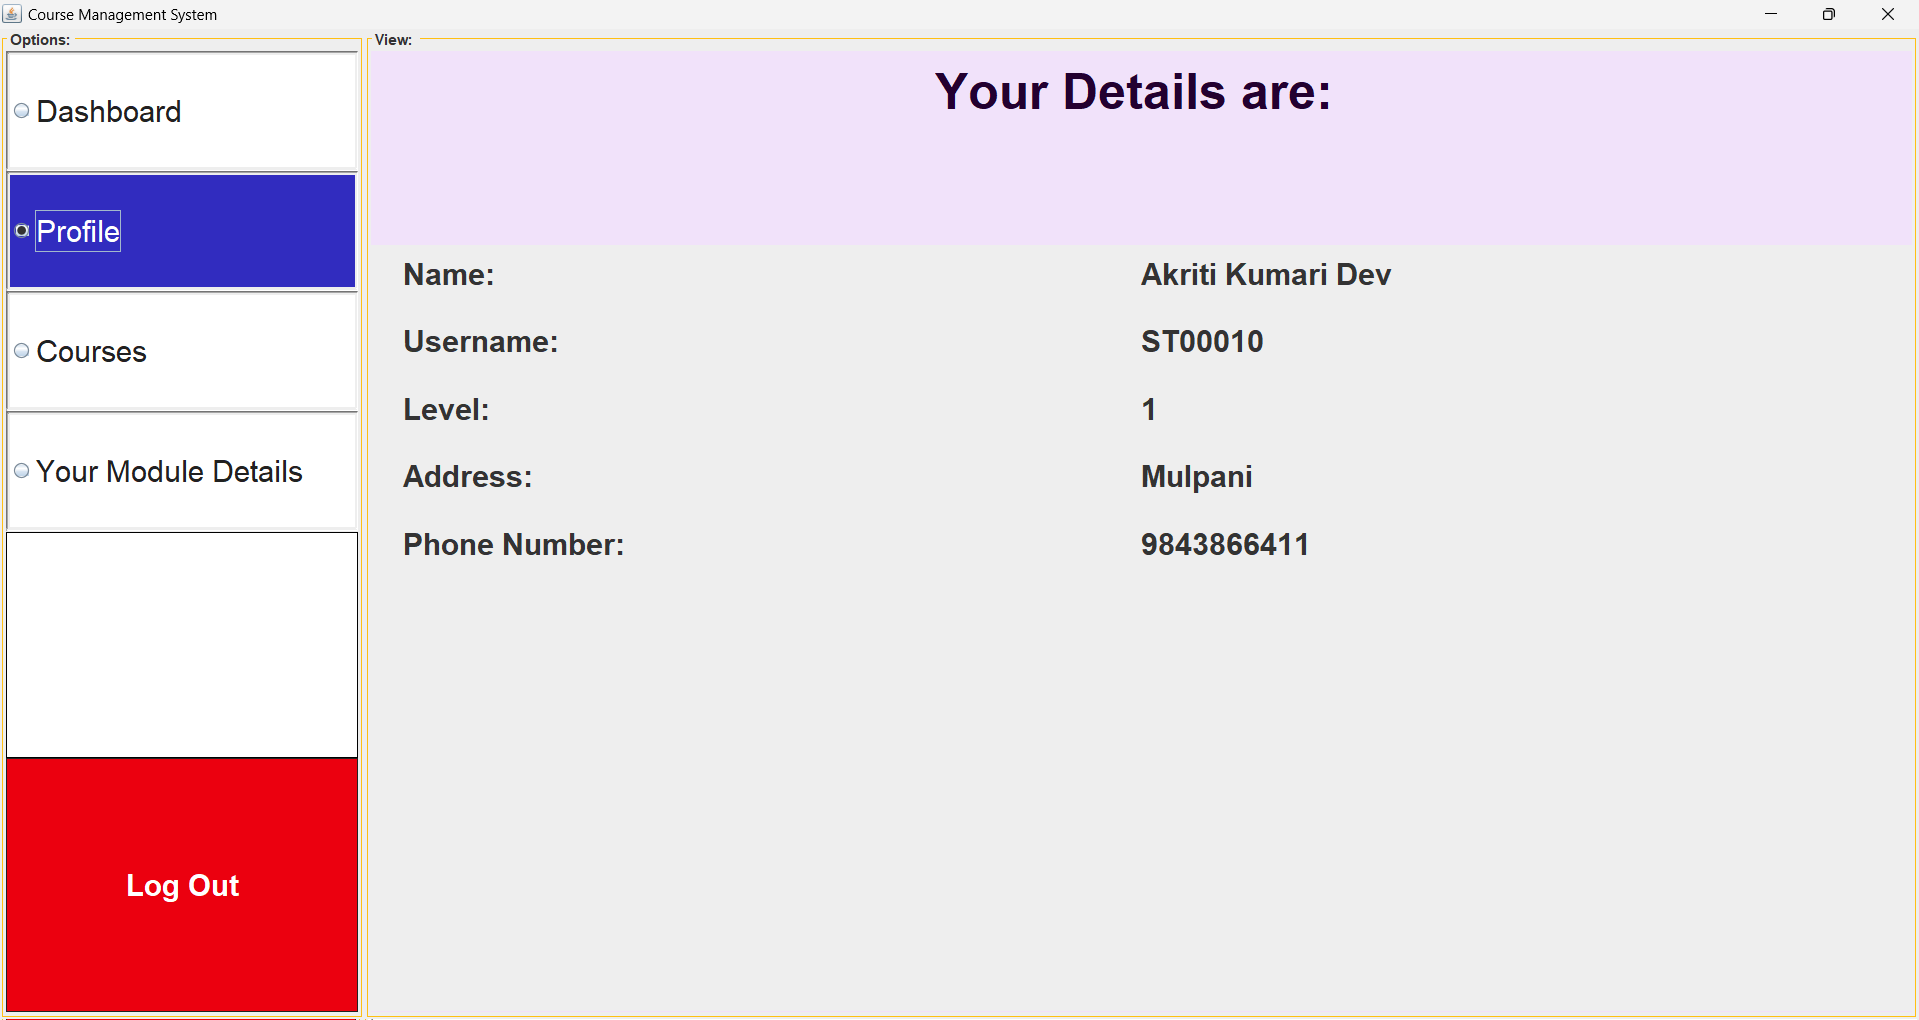 Course Management System
Options:
Dashboard
Profile
Courses
Your Module Details
Log Out
View:
Your Details are:
Name: Akriti Kumari Dev
Username: ST00010
Level: 1
Address: Mulpani
Phone Number: 9843866411